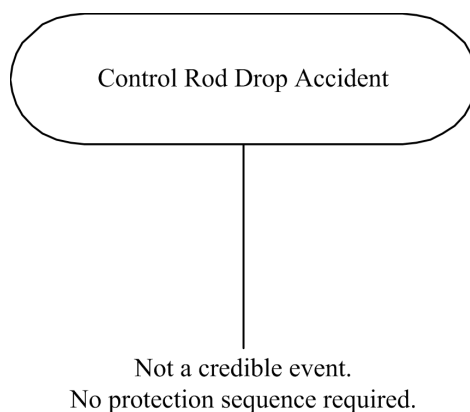 Control Rod Drop Accident
Not a credible event.
No protection sequence required.